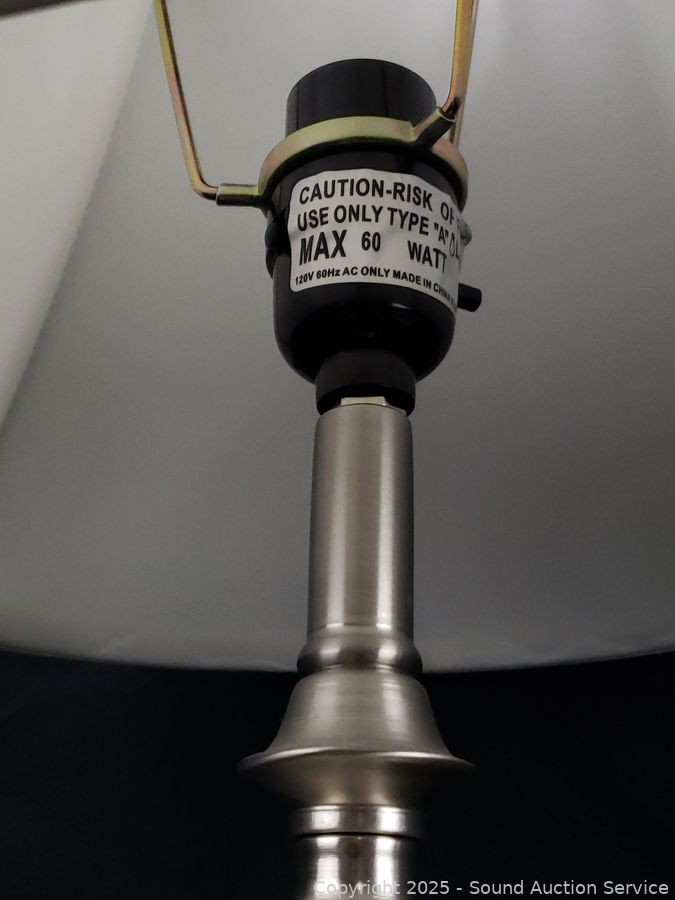 CAUTION-RISK OF
USE ONLY TYPE "A"
MAX 60 WATT
120V 60Hz AC ONLY MADE IN CHINA
Copyright 2025 - Sound Auction Service